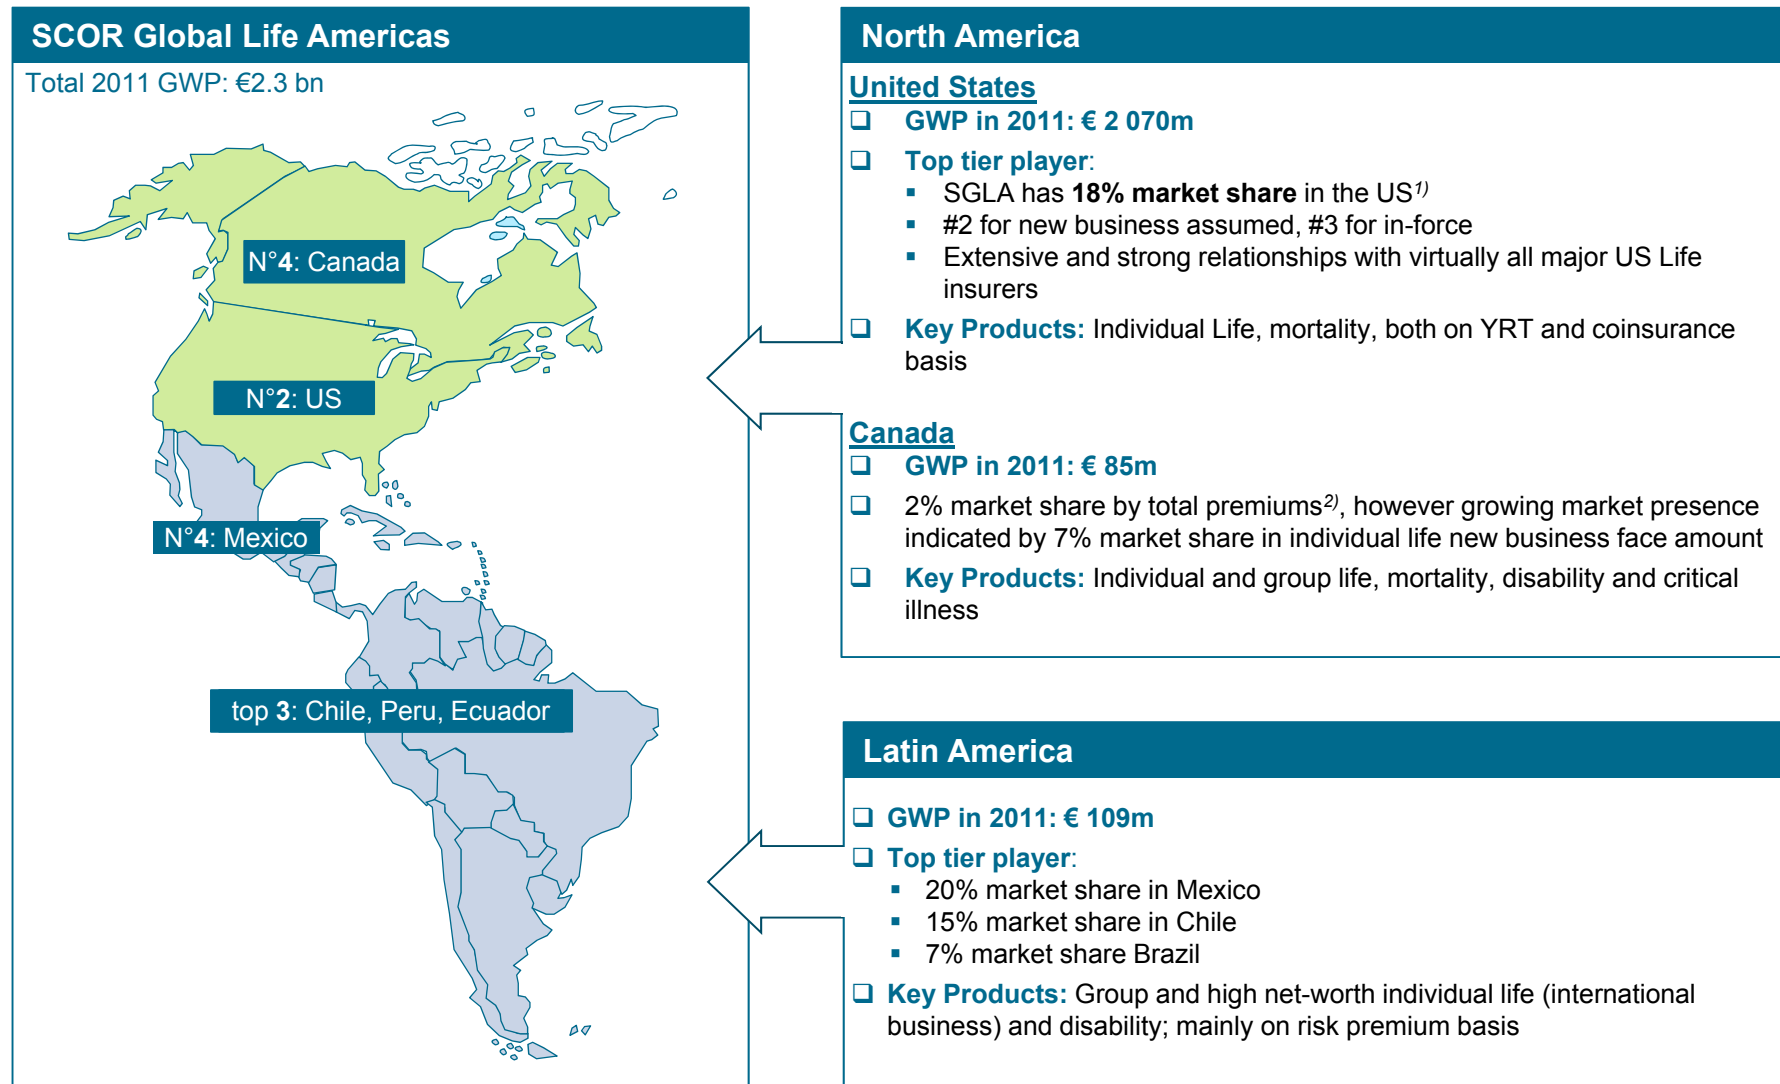 SCOR Global Life Americas
Total 2011 GWP: €2.3 bn
N°4: Canada
N°2: US
N°4: Mexico
top 3: Chile, Peru, Ecuador
North America
United States
❑ GWP in 2011: € 2 070m
❑ Top tier player:
▪ SGLA has 18% market share in the US1)
▪ #2 for new business assumed, #3 for in-force
▪ Extensive and strong relationships with virtually all major US Life
insurers
❑ Key Products: Individual Life, mortality, both on YRT and coinsurance
basis
Canada
❑ GWP in 2011: € 85m
❑ 2% market share by total premiums2), however growing market presence
indicated by 7% market share in individual life new business face amount
❑ Key Products: Individual and group life, mortality, disability and critical
illness
Latin America
❑ GWP in 2011: € 109m
❑ Top tier player:
▪ 20% market share in Mexico
▪ 15% market share in Chile
▪ 7% market share Brazil
❑ Key Products: Group and high net-worth individual life (international
business) and disability; mainly on risk premium basis